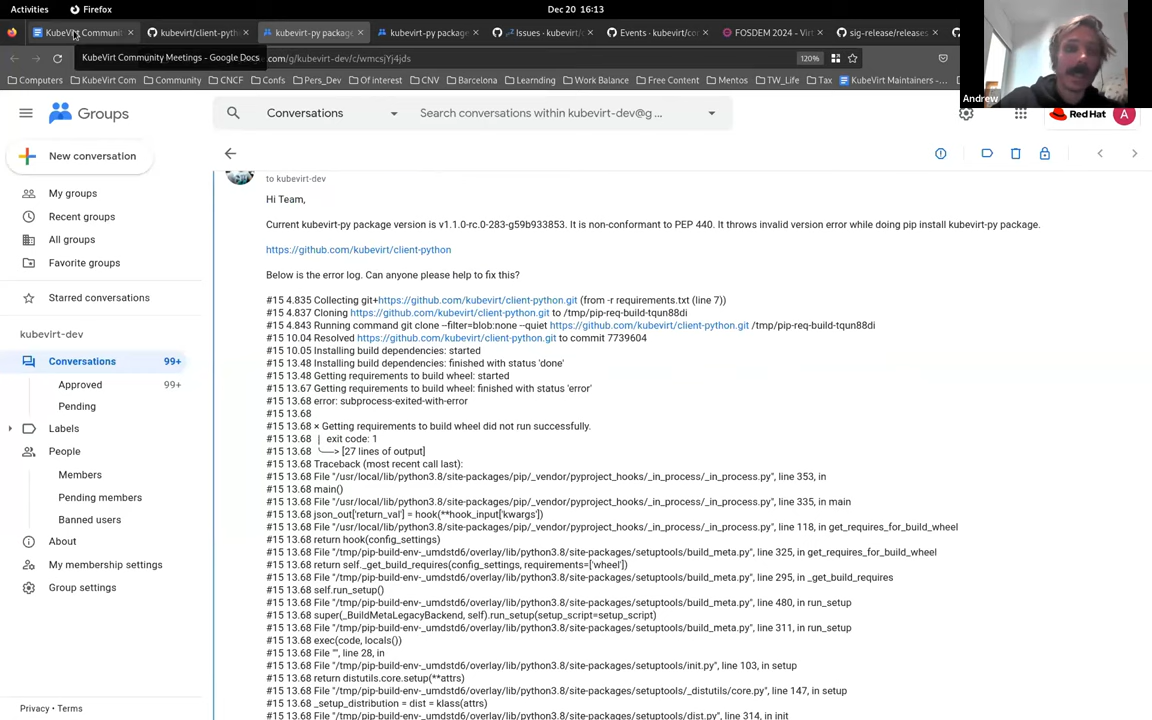 Activities
Firefox
Dec 20 16:13
KubeVirt Communi
kubevirt/client-pytho
kubevirt-py package
kubevirt-py package
Issues · kubevirt/
Events · kubevirt/co
FOSDEM 2024 - Virt
sig-release/releases
KubeVirt Community Meetings - Google Docs
.com/g/kubevirt-dev/c/wmcsjYj4jds
120%
Computers
KubeVirt Com
Community
CNCF
Confs
Pers_Dev
Of interest
CNV
Barcelona
Learnding
Work Balance
Free Content
Mentos
TW_Life
Tax
KubeVirt Maintainers -…
Andrew
Groups
Conversations
Search conversations within kubevirt-dev@g ...
Red Hat
A
New conversation
My groups
Recent groups
All groups
Favorite groups
Starred conversations
kubevirt-dev
Conversations 99+
Approved 99+
Pending
Labels
People
Members
Pending members
Banned users
About
My membership settings
Group settings
Privacy • Terms
to kubevirt-dev
Hi Team,
Current kubevirt-py package version is v1.1.0-rc.0-283-g59b933853. It is non-conformant to PEP 440. It throws invalid version error while doing pip install kubevirt-py package.
https://github.com/kubevirt/client-python
Below is the error log. Can anyone please help to fix this?
#15 4.835 Collecting git+https://github.com/kubevirt/client-python.git (from -r requirements.txt (line 7))
#15 4.837 Cloning https://github.com/kubevirt/client-python.git to /tmp/pip-req-build-tqun88di
#15 4.843 Running command git clone --filter=blob:none --quiet https://github.com/kubevirt/client-python.git /tmp/pip-req-build-tqun88di
#15 10.04 Resolved https://github.com/kubevirt/client-python.git to commit 7739604
#15 10.05 Installing build dependencies: started
#15 13.48 Installing build dependencies: finished with status 'done'
#15 13.48 Getting requirements to build wheel: started
#15 13.67 Getting requirements to build wheel: finished with status 'error'
#15 13.68 error: subprocess-exited-with-error
#15 13.68
#15 13.68 × Getting requirements to build wheel did not run successfully.
#15 13.68 │ exit code: 1
#15 13.68 ╰─> [27 lines of output]
#15 13.68 Traceback (most recent call last):
#15 13.68 File "/usr/local/lib/python3.8/site-packages/pip/_vendor/pyproject_hooks/_in_process/_in_process.py", line 353, in
#15 13.68 main()
#15 13.68 File "/usr/local/lib/python3.8/site-packages/pip/_vendor/pyproject_hooks/_in_process/_in_process.py", line 335, in main
#15 13.68 json_out['return_val'] = hook(**hook_input['kwargs'])
#15 13.68 File "/usr/local/lib/python3.8/site-packages/pip/_vendor/pyproject_hooks/_in_process/_in_process.py", line 118, in get_requires_for_build_wheel
#15 13.68 return hook(config_settings)
#15 13.68 File "/tmp/pip-build-env-_umdstd6/overlay/lib/python3.8/site-packages/setuptools/build_meta.py", line 325, in get_requires_for_build_wheel
#15 13.68 return self._get_build_requires(config_settings, requirements=['wheel'])
#15 13.68 File "/tmp/pip-build-env-_umdstd6/overlay/lib/python3.8/site-packages/setuptools/build_meta.py", line 295, in _get_build_requires
#15 13.68 self.run_setup()
#15 13.68 File "/tmp/pip-build-env-_umdstd6/overlay/lib/python3.8/site-packages/setuptools/build_meta.py", line 480, in run_setup
#15 13.68 super(_BuildMetaLegacyBackend, self).run_setup(setup_script=setup_script)
#15 13.68 File "/tmp/pip-build-env-_umdstd6/overlay/lib/python3.8/site-packages/setuptools/build_meta.py", line 311, in run_setup
#15 13.68 exec(code, locals())
#15 13.68 File "", line 28, in
#15 13.68 File "/tmp/pip-build-env-_umdstd6/overlay/lib/python3.8/site-packages/setuptools/init.py", line 103, in setup
#15 13.68 return distutils.core.setup(**attrs)
#15 13.68 File "/tmp/pip-build-env-_umdstd6/overlay/lib/python3.8/site-packages/setuptools/_distutils/core.py", line 147, in setup
#15 13.68 _setup_distribution = dist = klass(attrs)
#15 13.68 File "/tmp/pip-build-env-_umdstd6/overlay/lib/python3.8/site-packages/setuptools/dist.py", line 314, in init